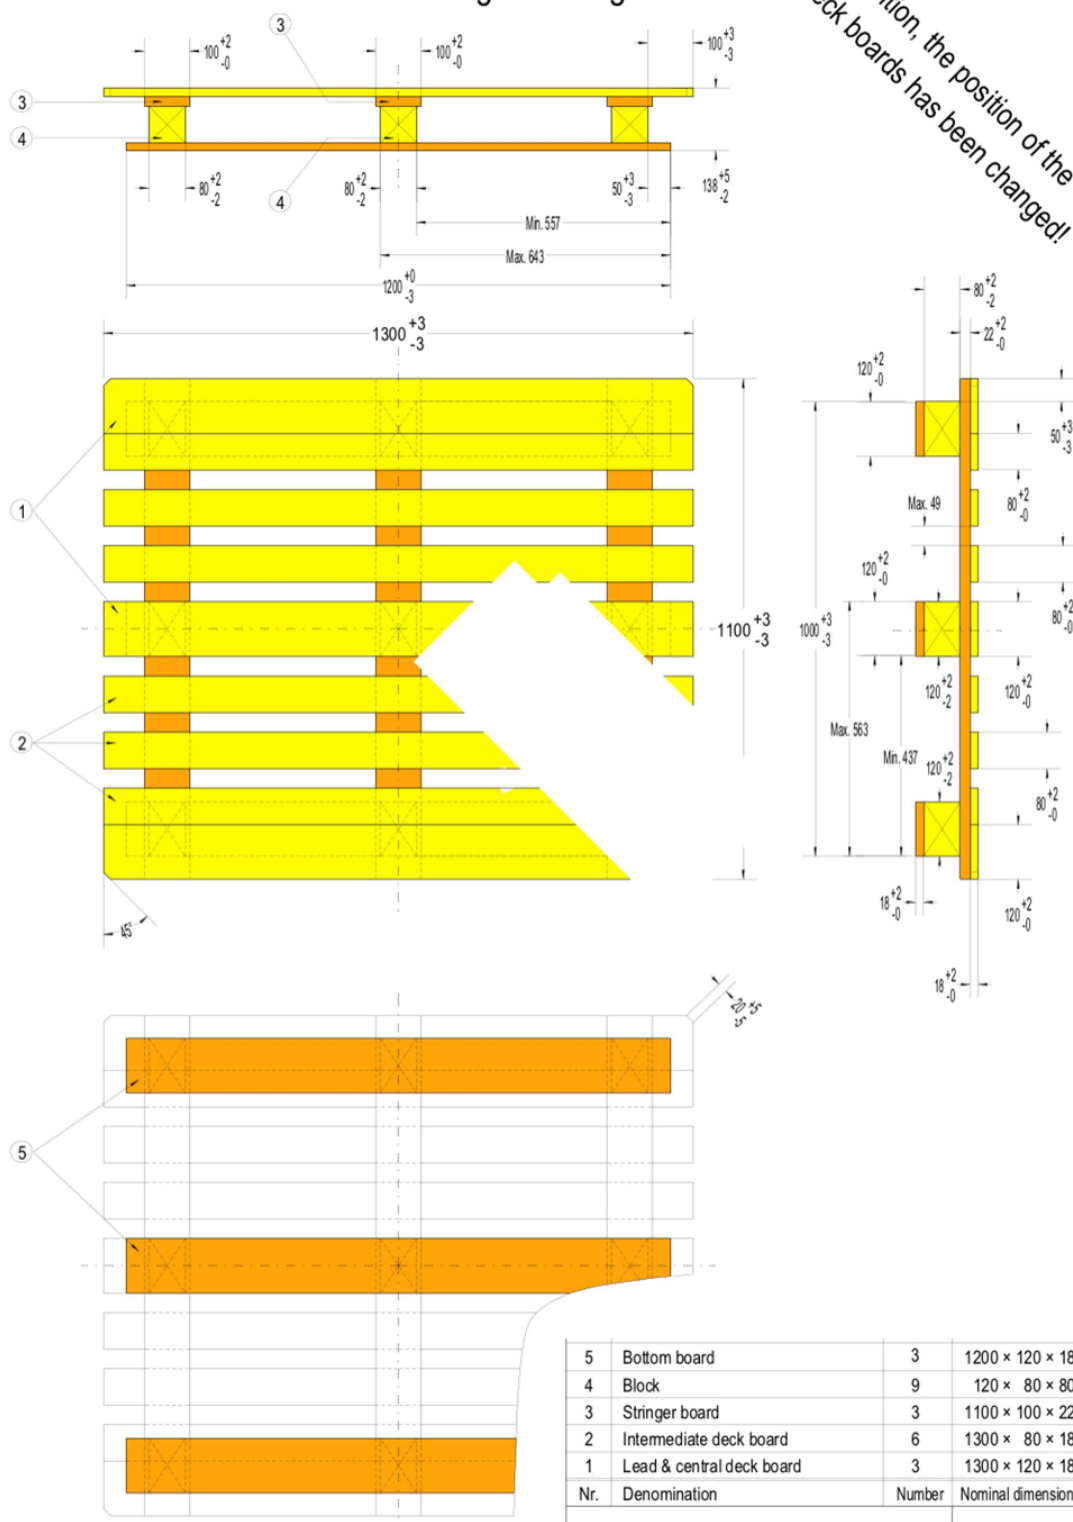 ition, the position of the
eck boards has been changed!
3
100 +2 -0
100 +2 -0
100 +3 -3
3
4
80 +2 -2
4
80 +2 -2
50 +3 -3
138 +5 -2
Min. 557
Max. 643
1200 +0 -3
1300 +3 -3
80 +2 -2
22 +2 -0
120 +2 -0
50 +3 -3
1
Max. 49
80 +2 -0
120 +2 -0
80 +2 -0
1100 +3 -3
1000 +3 -3
120 +2 -2
120 +2 -0
2
Max. 563
Min. 437
120 +2 -2
80 +2 -0
18 +2 -0
120 +2 -0
45°
18 +2 -0
20 +5 -5
5
5 Bottom board 3 1200 × 120 × 18
4 Block 9 120 × 80 × 80
3 Stringer board 3 1100 × 100 × 22
2 Intermediate deck board 6 1300 × 80 × 18
1 Lead & central deck board 3 1300 × 120 × 18
Nr. Denomination Number Nominal dimension